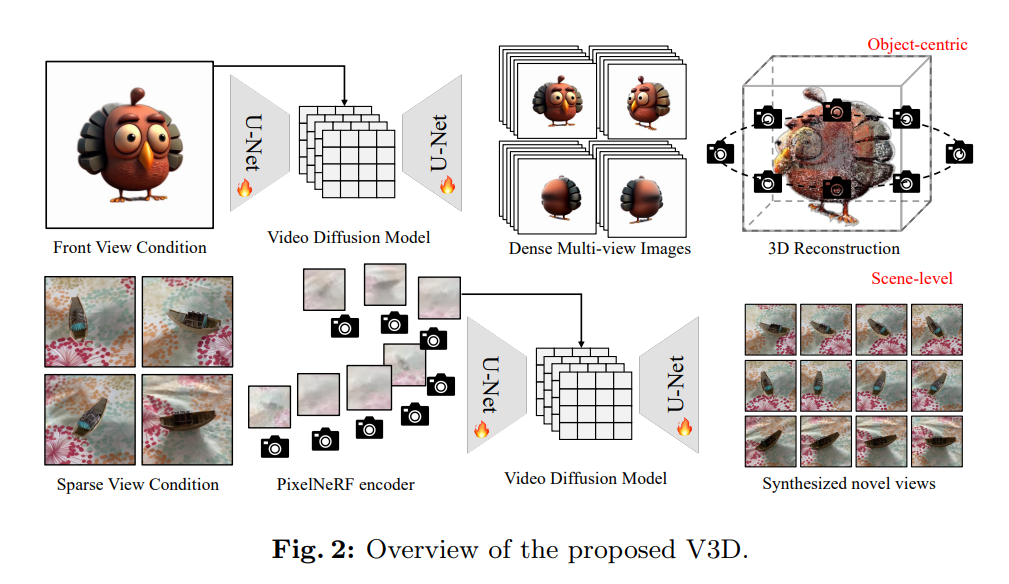 Object-centric
U-Net
U-Net
Front View Condition
Video Diffusion Model
Dense Multi-view Images
3D Reconstruction
Scene-level
U-Net
U-Net
Sparse View Condition
PixelNeRF encoder
Video Diffusion Model
Synthesized novel views
Fig. 2: Overview of the proposed V3D.